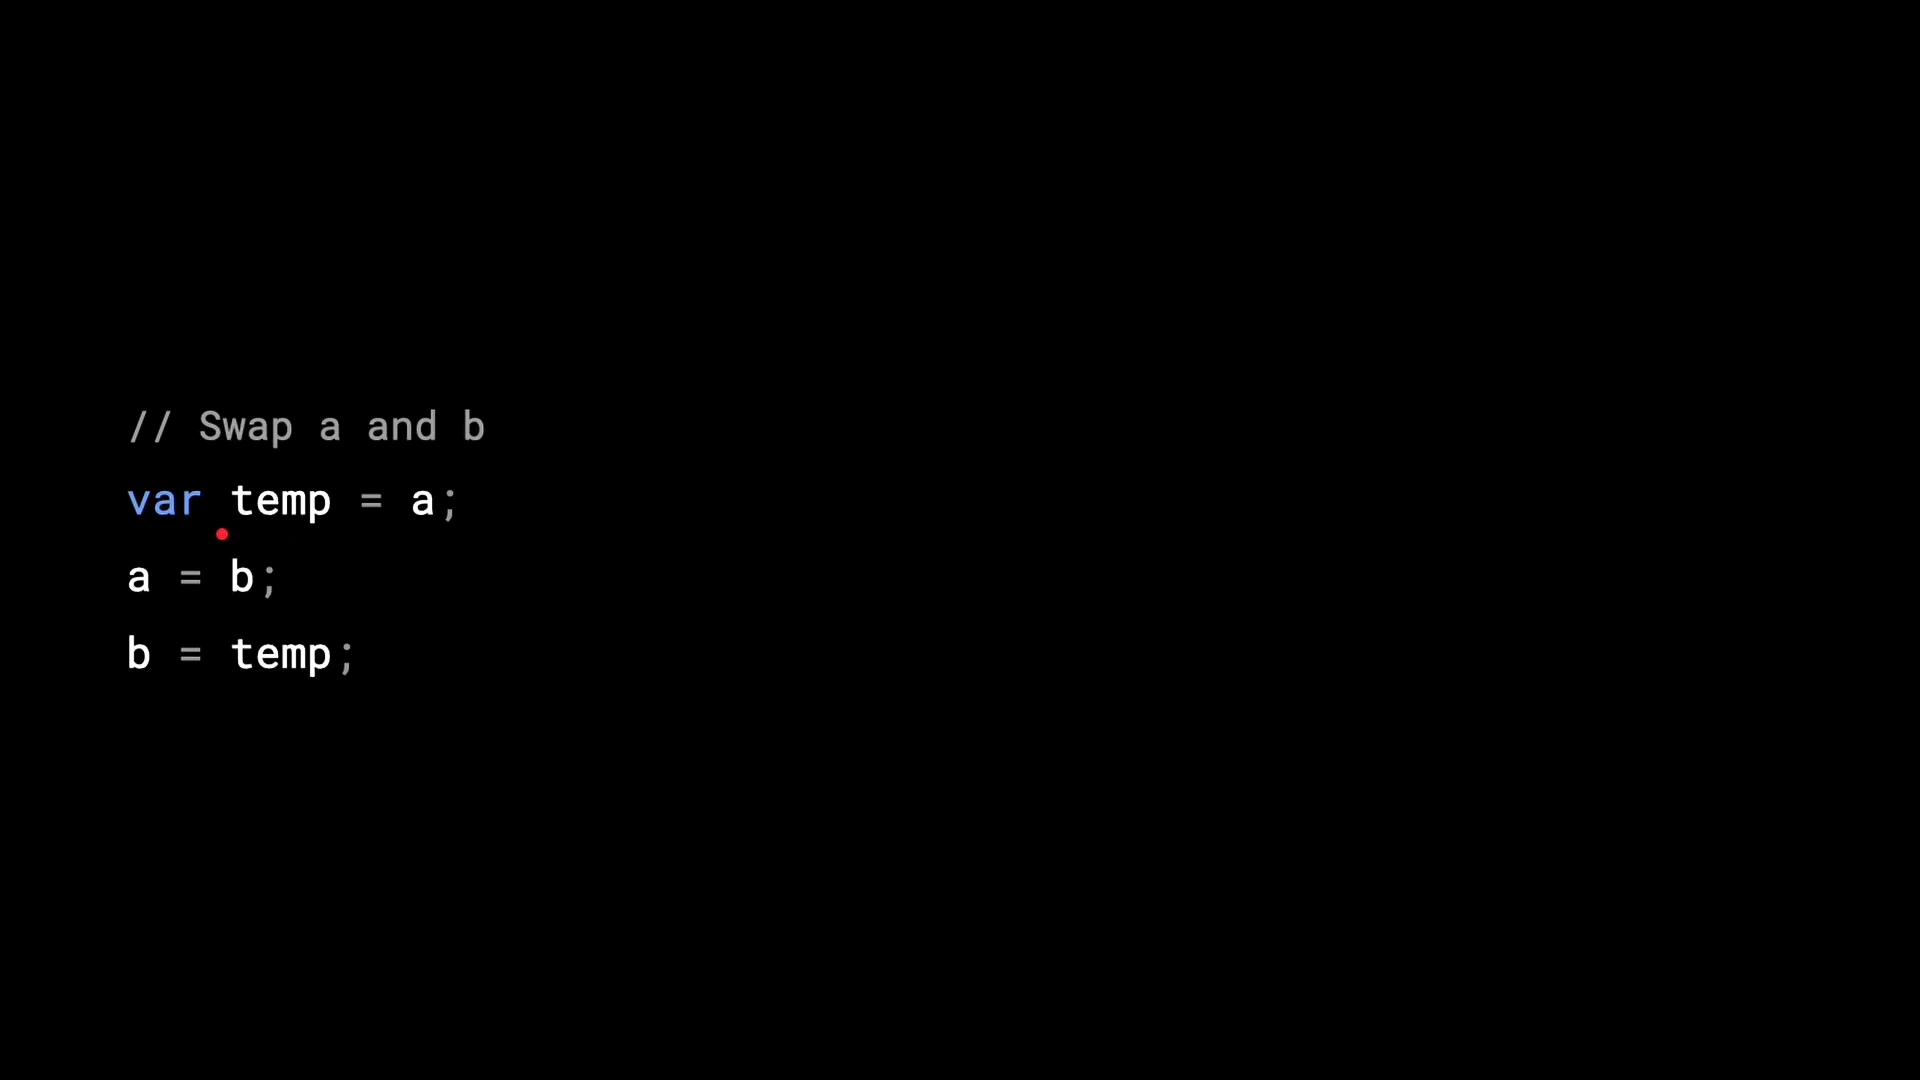 // Swap a and b
var temp = a;
a = b;
b = temp;